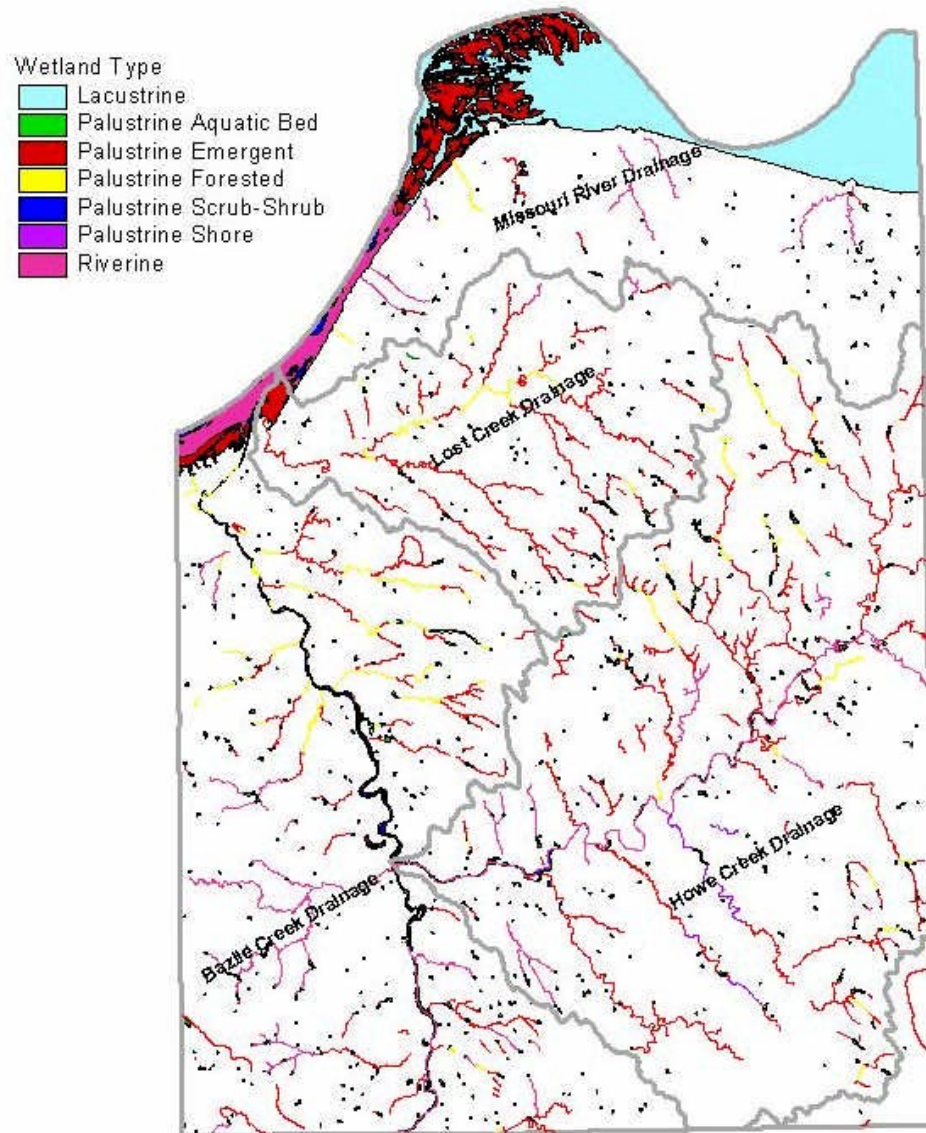 Wetland Type
Lacustrine
Palustrine Aquatic Bed
Palustrine Emergent
Palustrine Forested
Palustrine Scrub-Shrub
Palustrine Shore
Riverine
Missouri River Drainage
Lost Creek Drainage
Howe Creek Drainage
Bazile Creek Drainage